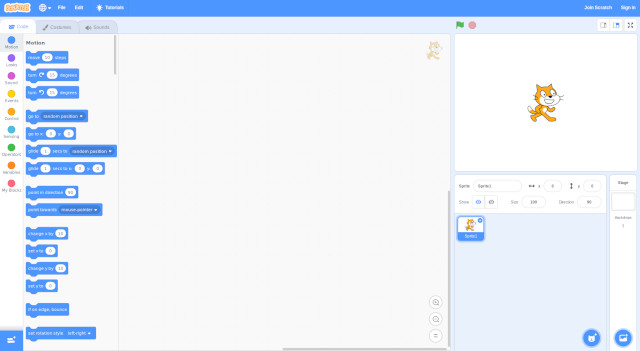 SCRATCH
File
Edit
Tutorials
Join Scratch
Sign in
Code
Costumes
Sounds
Motion
Looks
Sound
Events
Control
Sensing
Operators
Variables
My Blocks
Motion
move 10 steps
turn 15 degrees
turn 15 degrees
go to random position
go to x: 0 y: 0
glide 1 secs to random position
glide 1 secs to x: 0 y: 0
point in direction 90
point towards mouse-pointer
change x by 10
set x to 0
change y by 10
set y to 0
if on edge, bounce
set rotation style left-right
Sprite
Sprite1
x
0
y
0
Show
Size
100
Direction
90
Sprite1
Stage
Backdrops
1